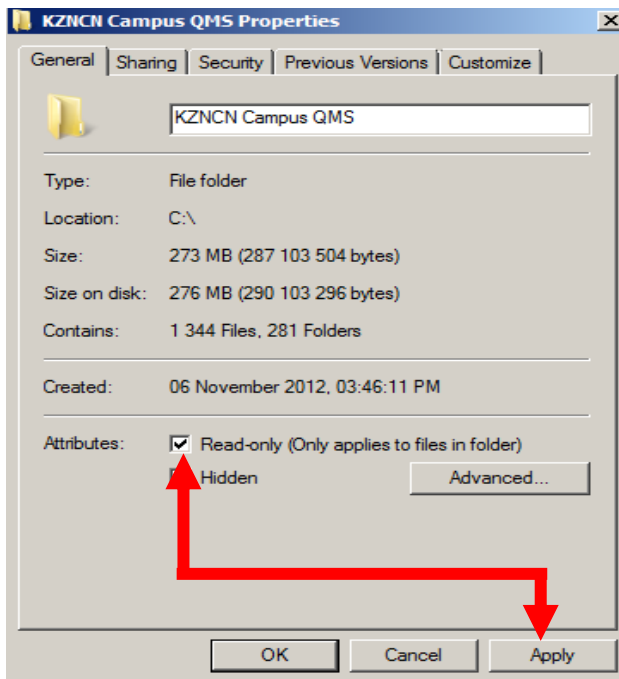 KZNCN Campus QMS Properties
General Sharing Security Previous Versions Customize
KZNCN Campus QMS
Type: File folder
Location: C:\
Size: 273 MB (287 103 504 bytes)
Size on disk: 276 MB (290 103 296 bytes)
Contains: 1 344 Files, 281 Folders
Created: 06 November 2012, 03:46:11 PM
Attributes: Read-only (Only applies to files in folder)
Hidden Advanced...
OK Cancel Apply